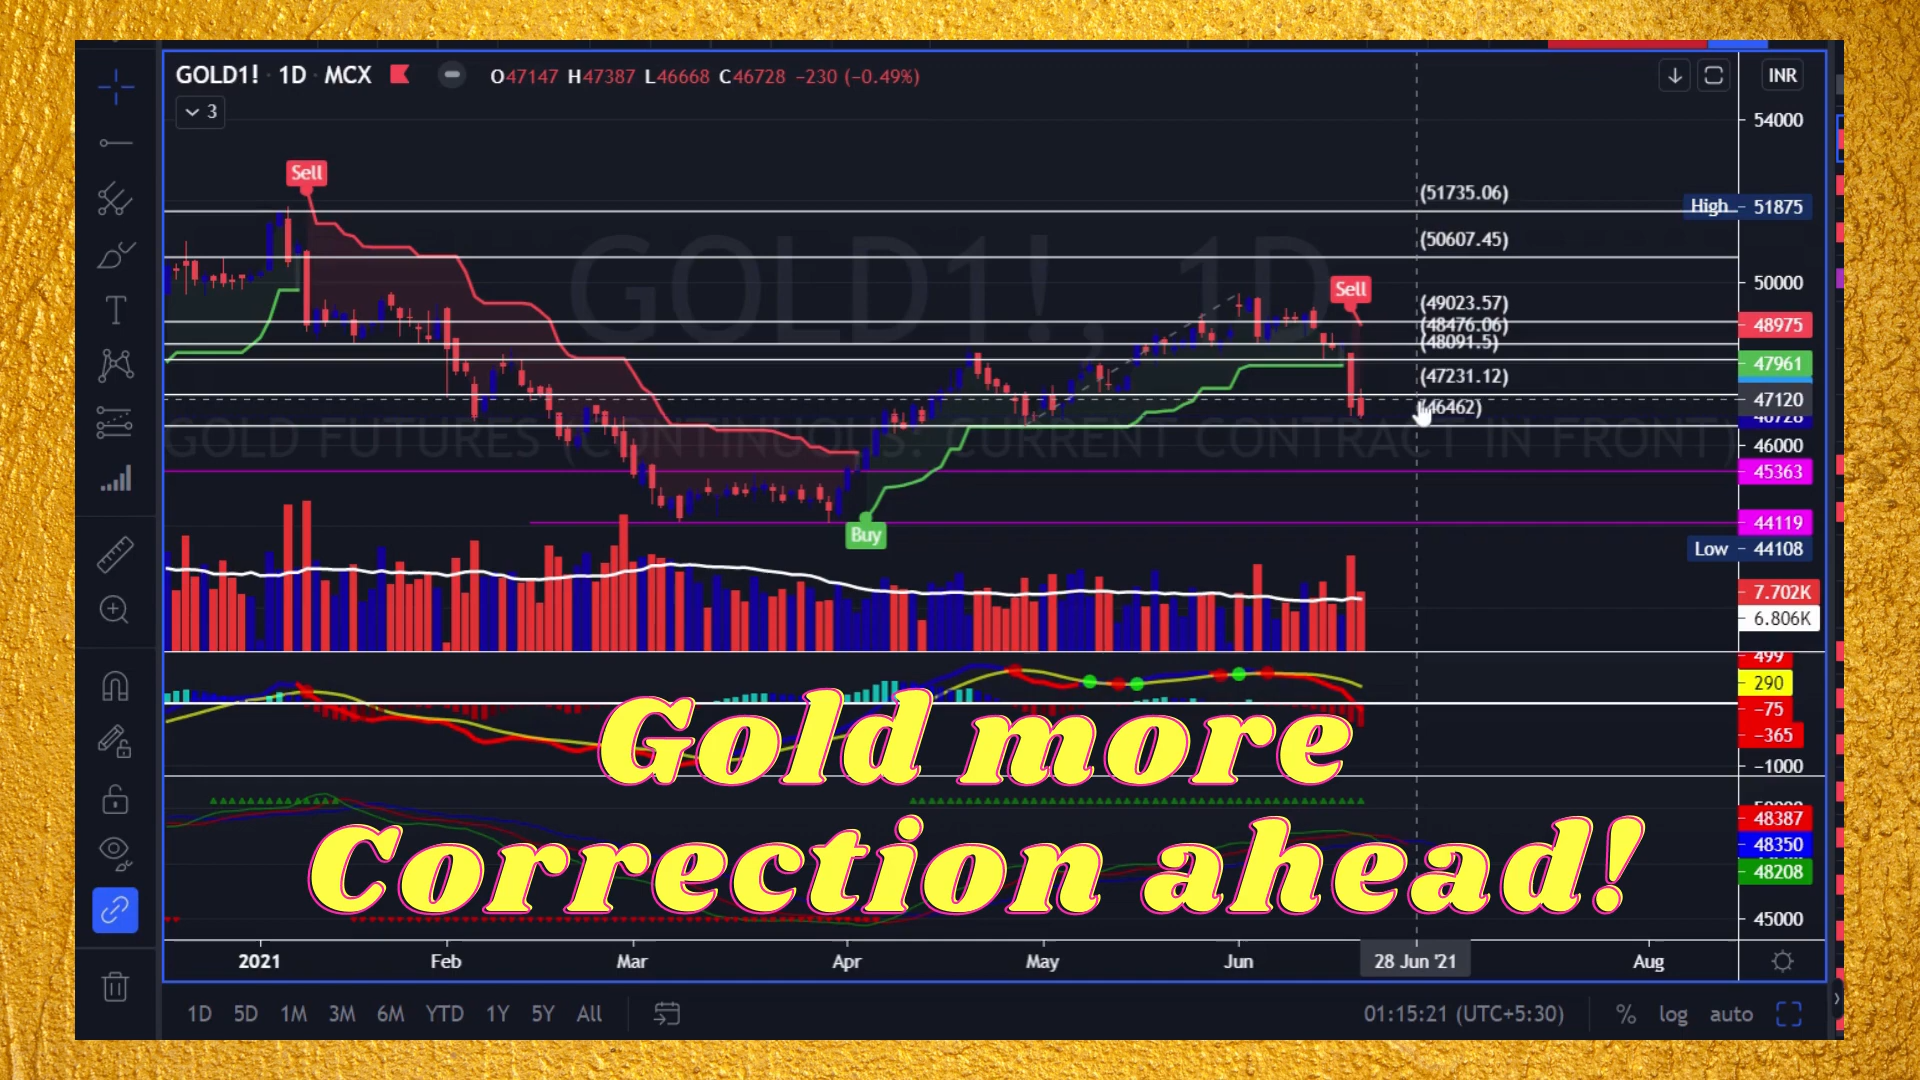 GOLD1! · 1D · MCX O47147 H47387 L46668 C46728 −230 (−0.49%)
INR
3
54000
Sell
(51735.06)
High 51875
(50607.45)
GOLD1!, 1D
50000
Sell
(49023.57)
48975
(48476.06)
(48091.5)
47961
(47231.12)
47120
(46462)
46728
GOLD FUTURES (CONTINUOUS: CURRENT CONTRACT IN FRONT)
46000
45363
44119
Buy
Low 44108
7.702K
6.806K
499
290
−75
−365
Gold more
−1000
48387
Correction ahead!
48350
48208
45000
2021 Feb Mar Apr May Jun 28 Jun '21 Aug
1D 5D 1M 3M 6M YTD 1Y 5Y All 01:15:21 (UTC+5:30) % log auto